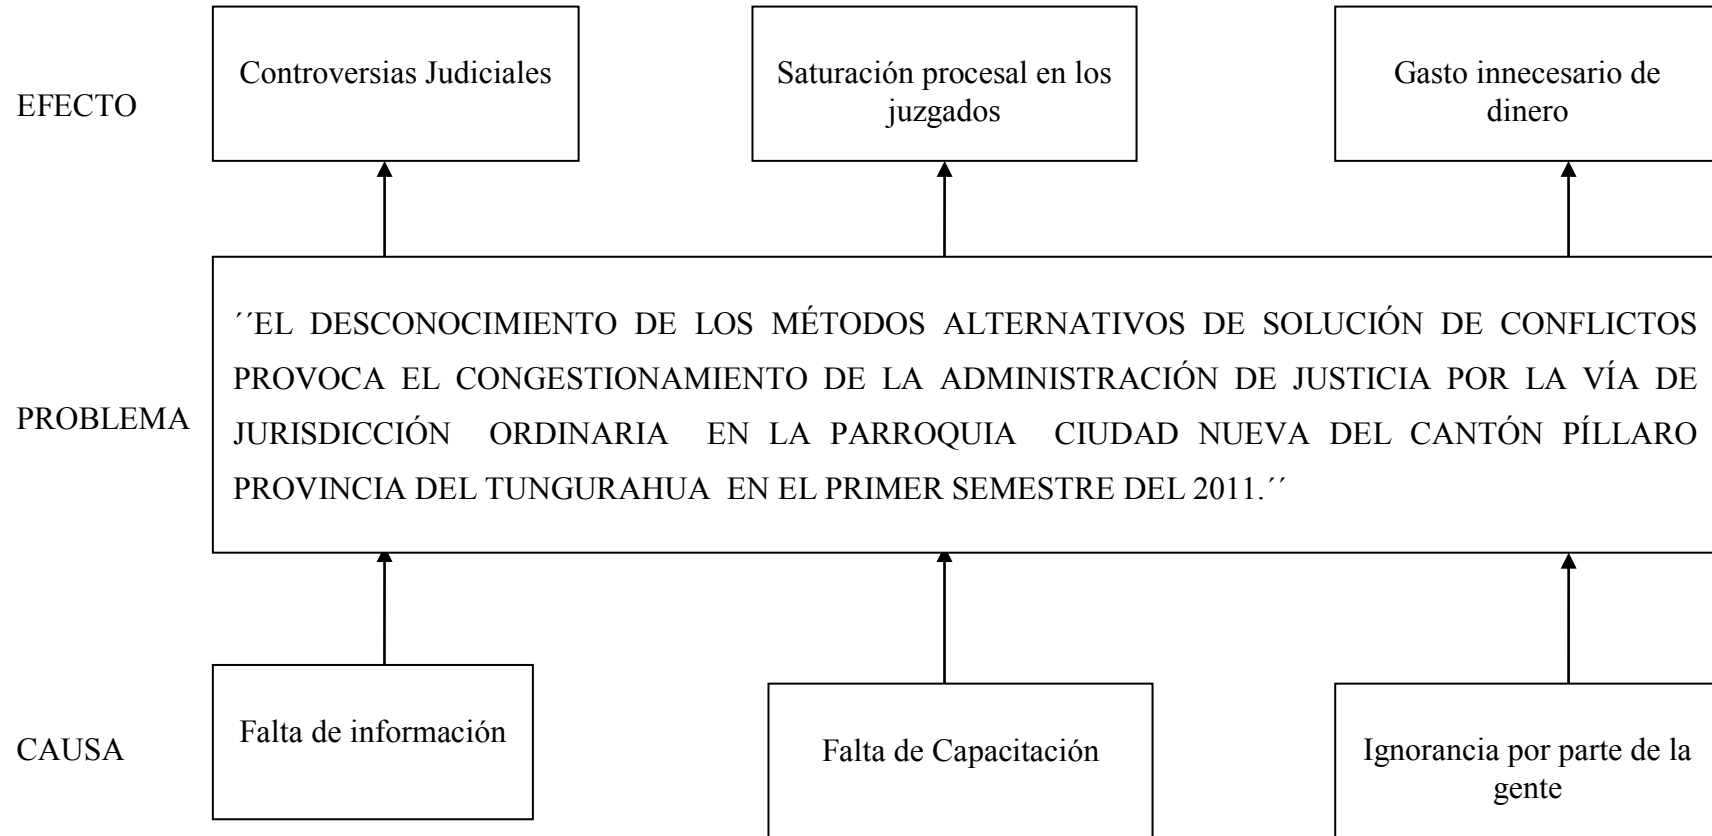 EFECTO
Controversias Judiciales
Saturación procesal en los
juzgados
Gasto innecesario de
dinero
PROBLEMA
´´EL DESCONOCIMIENTO DE LOS MÉTODOS ALTERNATIVOS DE SOLUCIÓN DE CONFLICTOS
PROVOCA EL CONGESTIONAMIENTO DE LA ADMINISTRACIÓN DE JUSTICIA POR LA VÍA DE
JURISDICCIÓN ORDINARIA EN LA PARROQUIA CIUDAD NUEVA DEL CANTÓN PÍLLARO
PROVINCIA DEL TUNGURAHUA EN EL PRIMER SEMESTRE DEL 2011.´´
CAUSA
Falta de información
Falta de Capacitación
Ignorancia por parte de la
gente